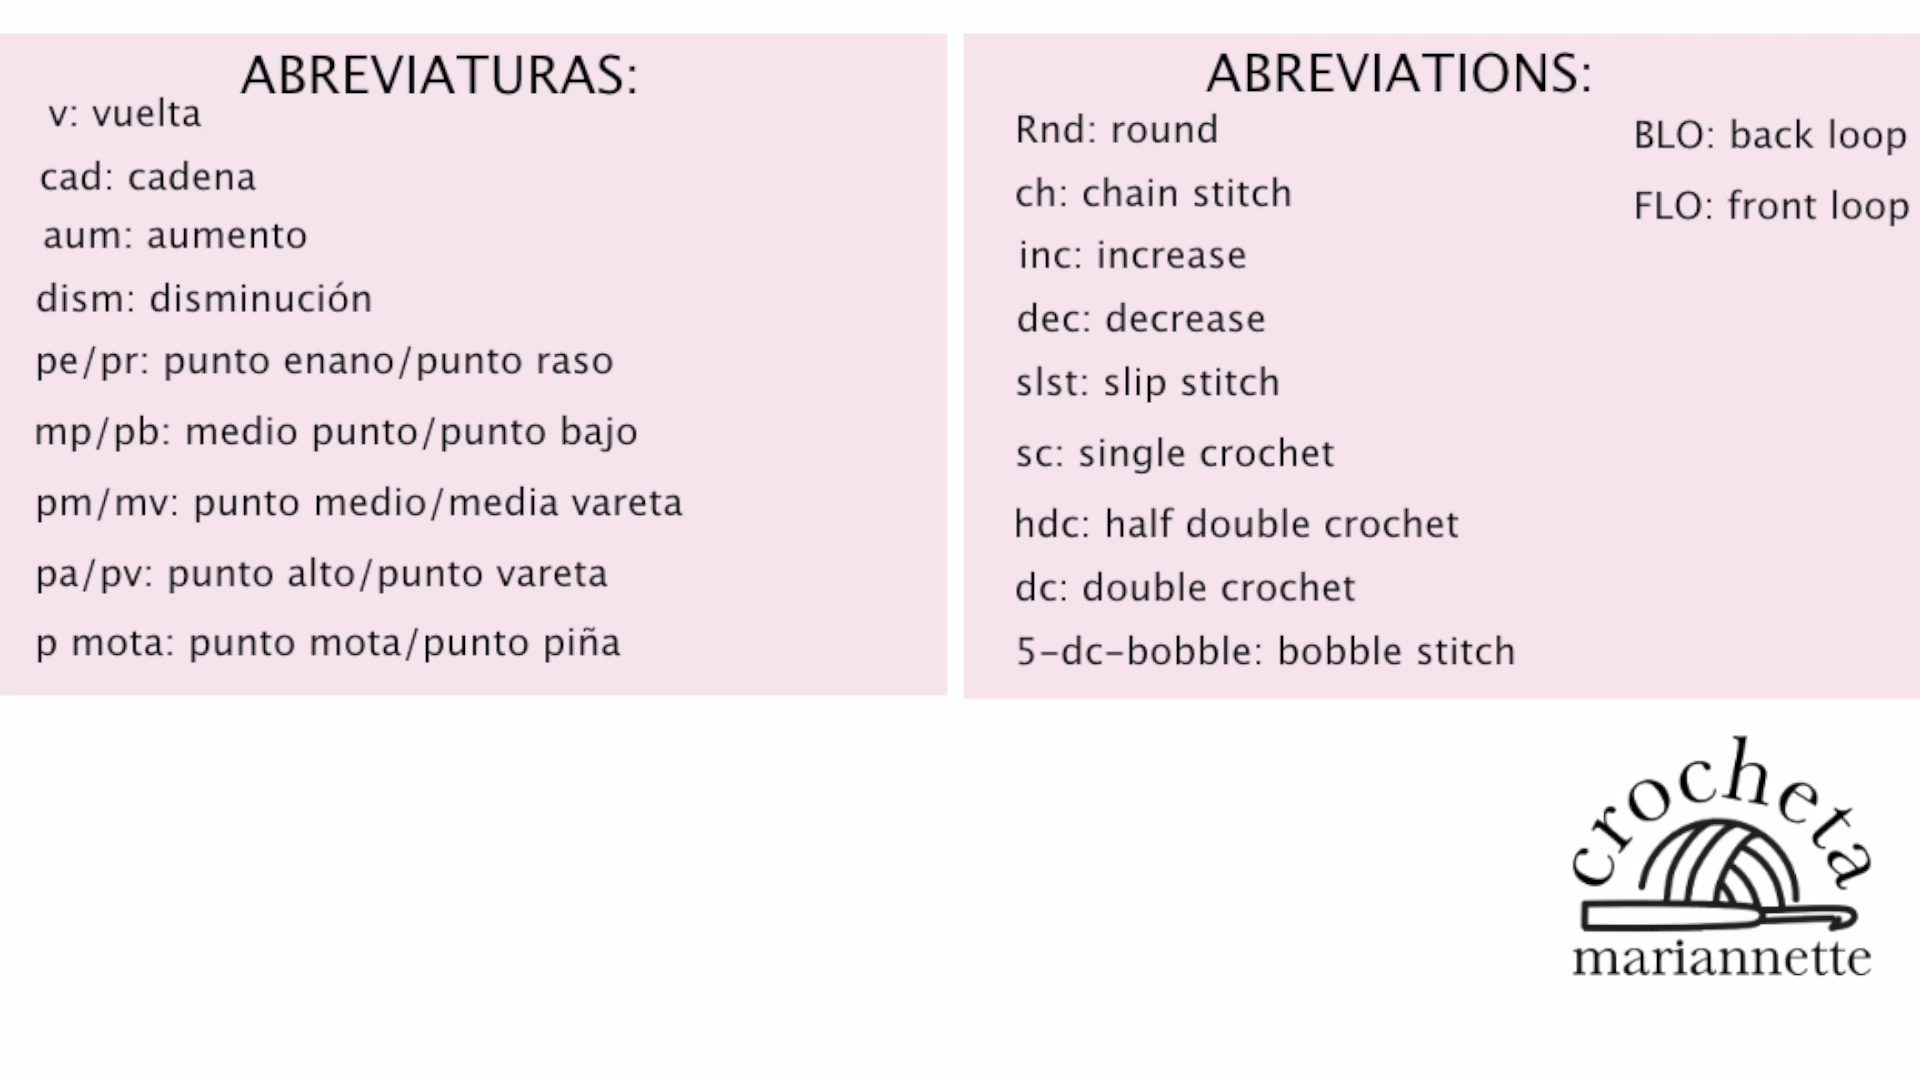 ABREVIATURAS:
v: vuelta
cad: cadena
aum: aumento
dism: disminución
pe/pr: punto enano/punto raso
mp/pb: medio punto/punto bajo
pm/mv: punto medio/media vareta
pa/pv: punto alto/punto vareta
p mota: punto mota/punto piña
ABREVIATIONS:
Rnd: round
ch: chain stitch
inc: increase
dec: decrease
slst: slip stitch
sc: single crochet
hdc: half double crochet
dc: double crochet
5-dc-bobble: bobble stitch
BLO: back loop
FLO: front loop
crocheta
mariannette